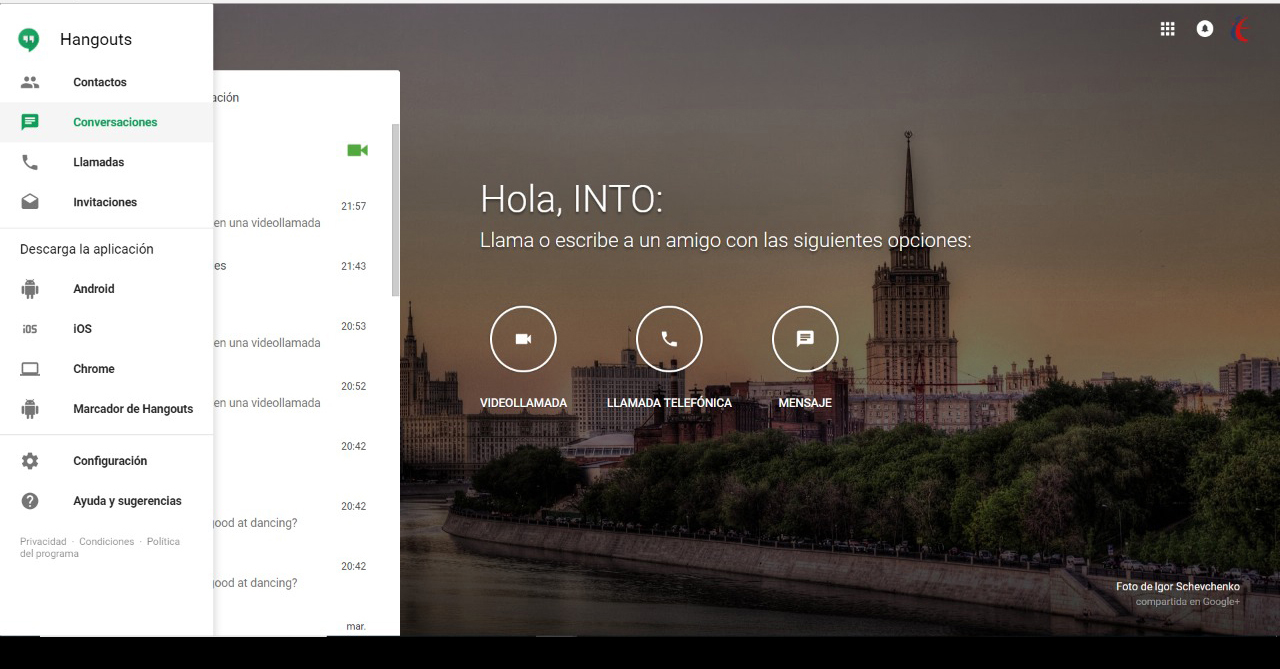 Hangouts
Contactos
Conversaciones
Llamadas
Invitaciones
Descarga la aplicación
Android
iOS
iOS
Chrome
Marcador de Hangouts
Configuración
Ayuda y sugerencias
Privacidad · Condiciones · Política
del programa
ación
21:57
en una videollamada
es
21:43
20:53
en una videollamada
20:52
en una videollamada
20:42
20:42
good at dancing?
20:42
good at dancing?
mar.
Hola, INTO:
Llama o escribe a un amigo con las siguientes opciones:
VIDEOLLAMADA
LLAMADA TELEFÓNICA
MENSAJE
Foto de Igor Schevchenko
compartida en Google+